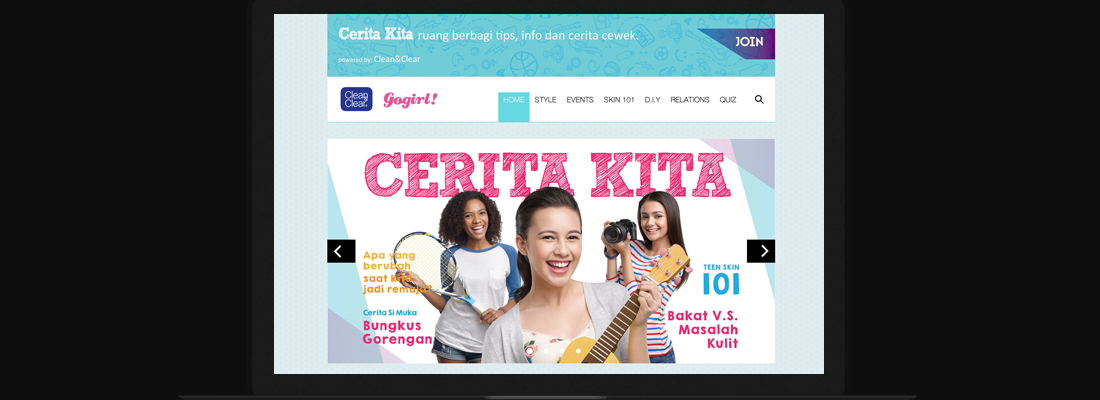 Cerita Kita ruang berbagi tips, info dan cerita cewek.
powered by: Clean&Clear
JOIN
Clean
Clear
Gogirl!
HOME STYLE EVENTS SKIN 101 D.I.Y RELATIONS QUIZ
CERITA KITA
Apa yang
berubah
saat kita
jadi remaja?
Cerita Si Muka
Bungkus
Gorengan
TEEN SKIN
101
Bakat V.S.
Masalah
Kulit